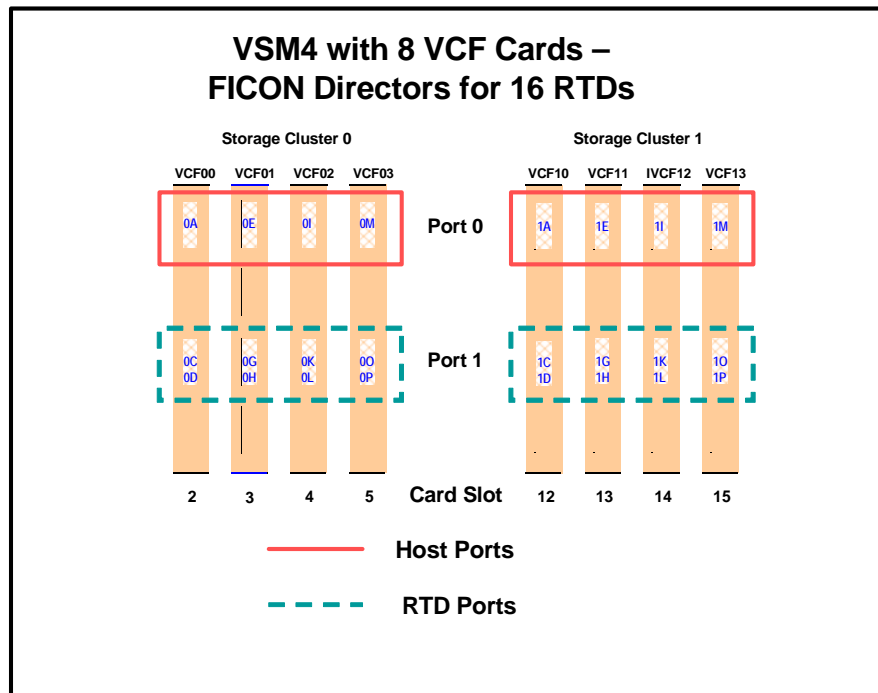 VSM4 with 8 VCF Cards –
FICON Directors for 16 RTDs
Storage Cluster 0 Storage Cluster 1
VCF00 VCF01 VCF02 VCF03 VCF10 VCF11 IVCF12 VCF13
0A 0E 0I 0M Port 0 1A 1E 1I 1M
0C 0G 0K 0O Port 1 1C 1G 1K 1O
0D 0H 0L 0P 1D 1H 1L 1P
2 3 4 5 Card Slot 12 13 14 15
Host Ports
RTD Ports